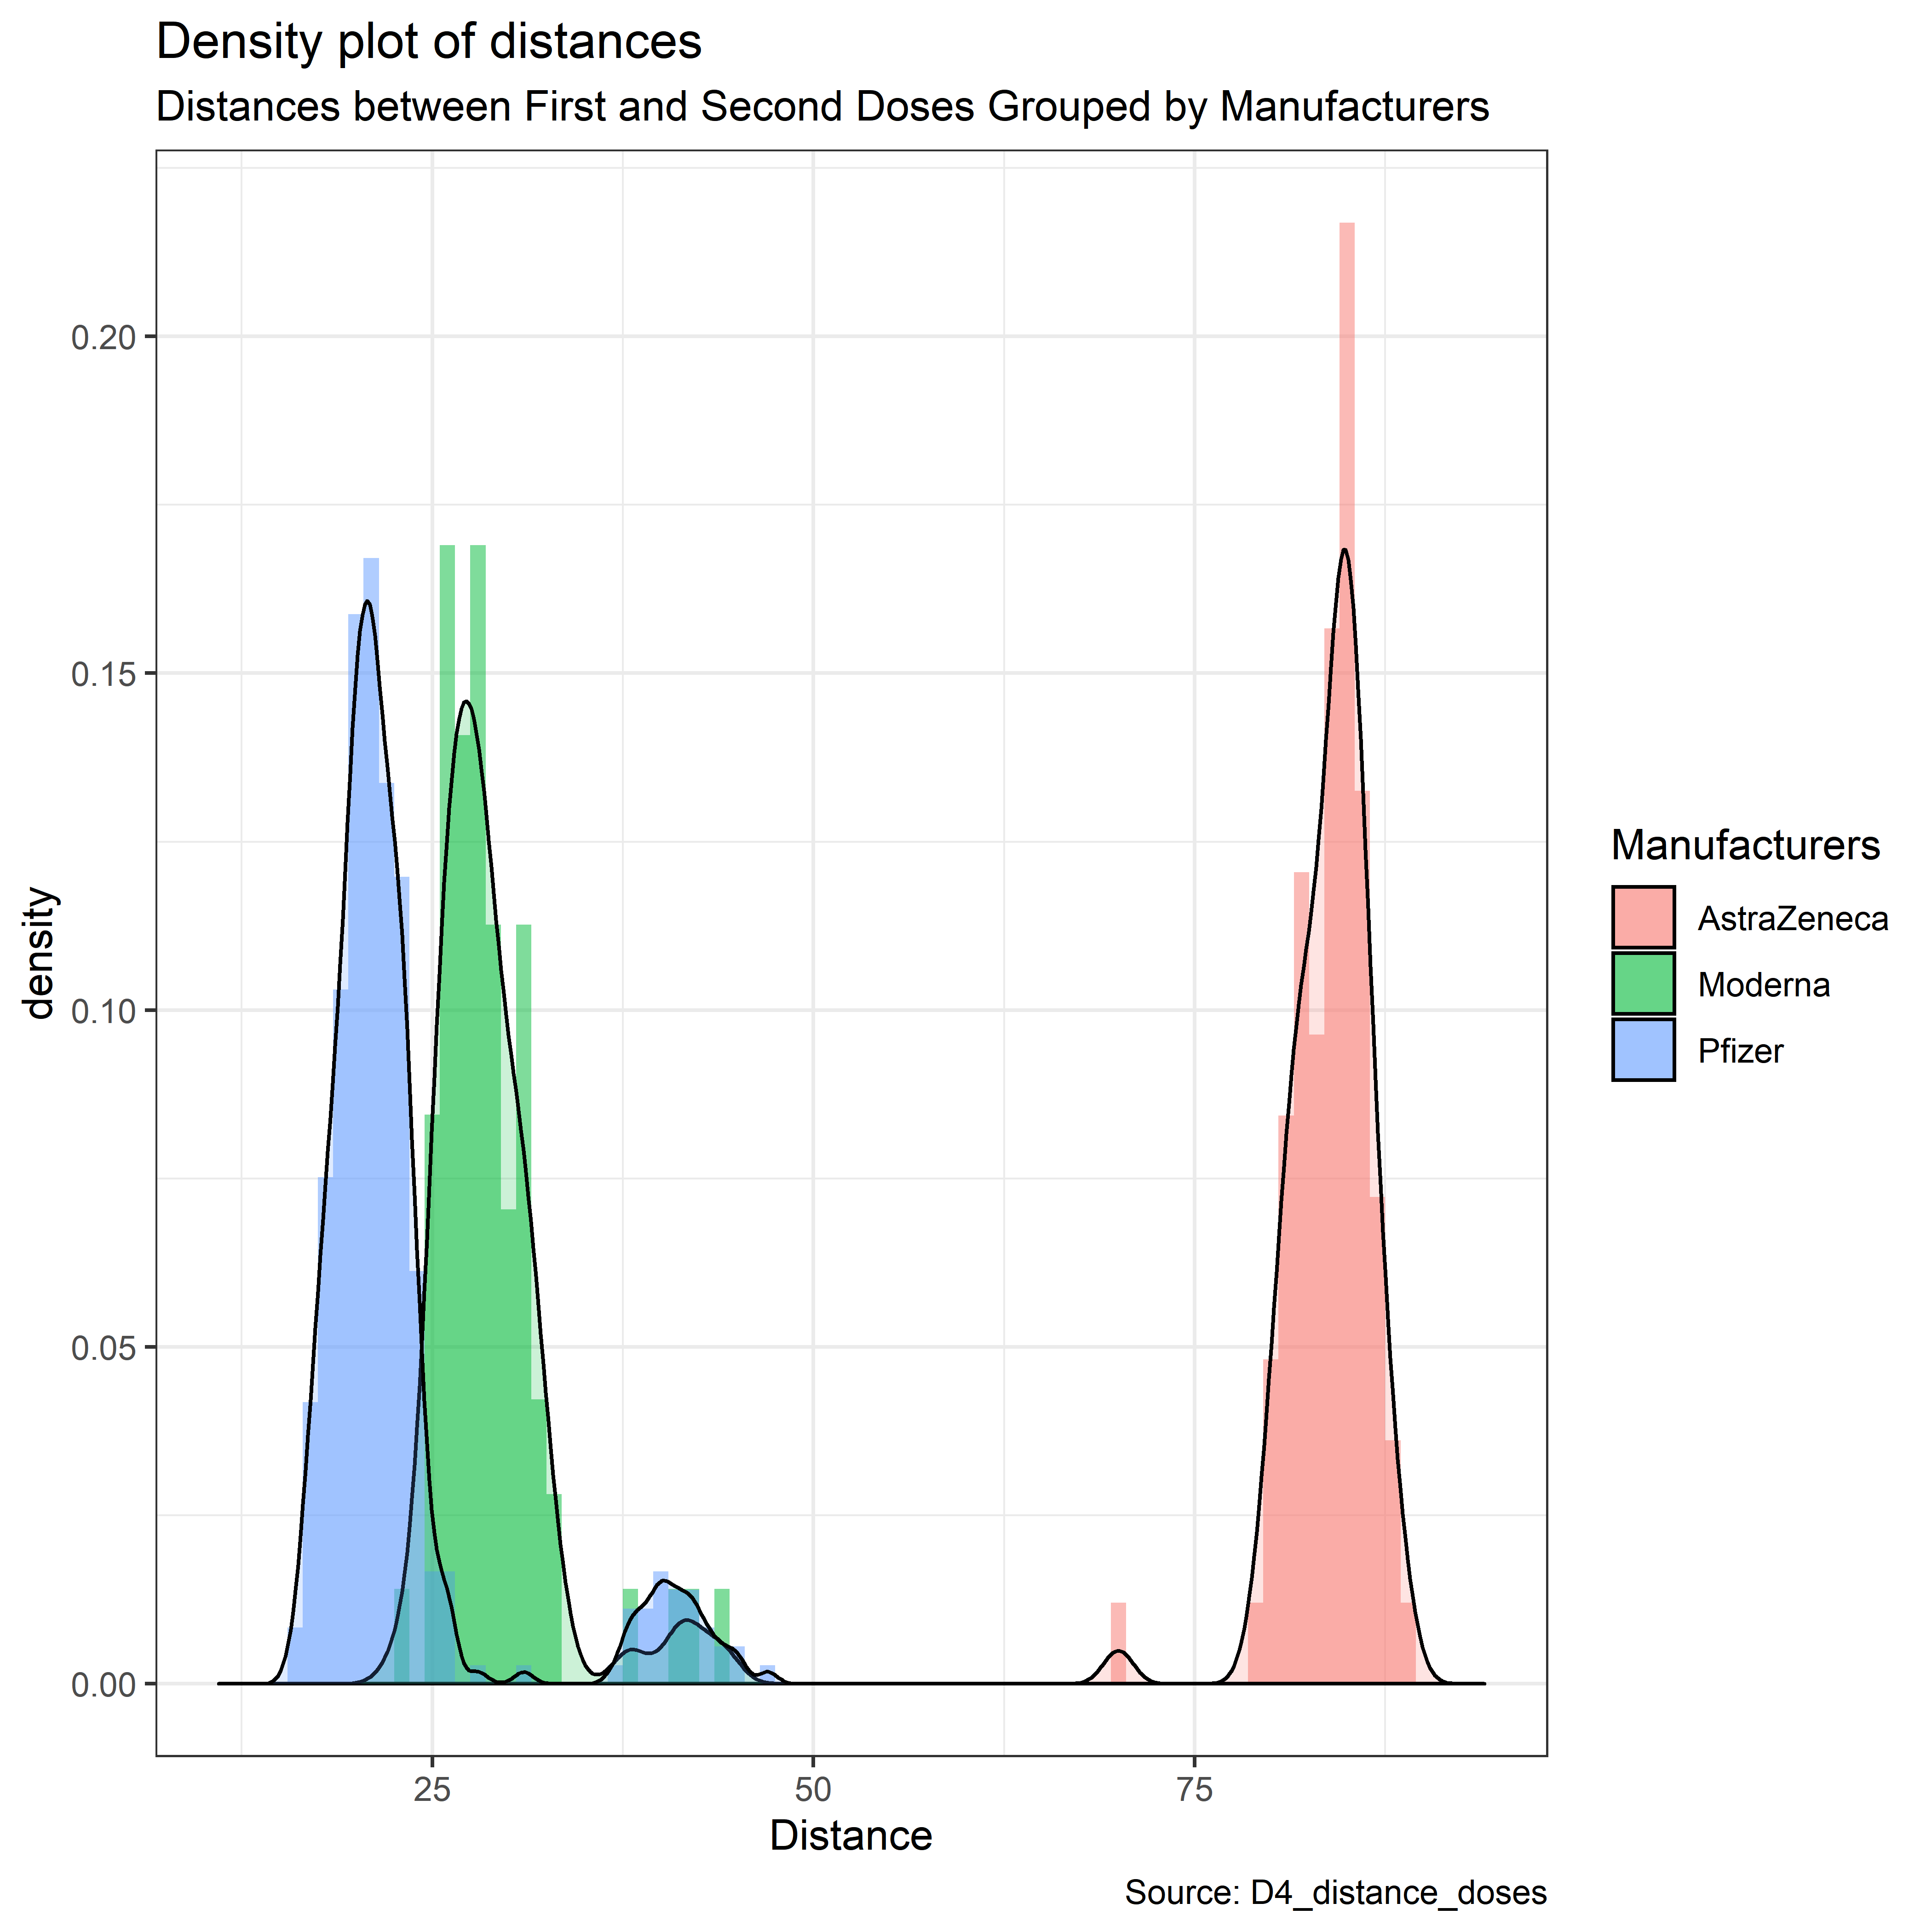 Density plot of distances
Distances between First and Second Doses Grouped by Manufacturers
0.20
0.15
0.10
0.05
0.00
density
25 50 75
Distance
Manufacturers
AstraZeneca
Moderna
Pfizer
Source: D4_distance_doses